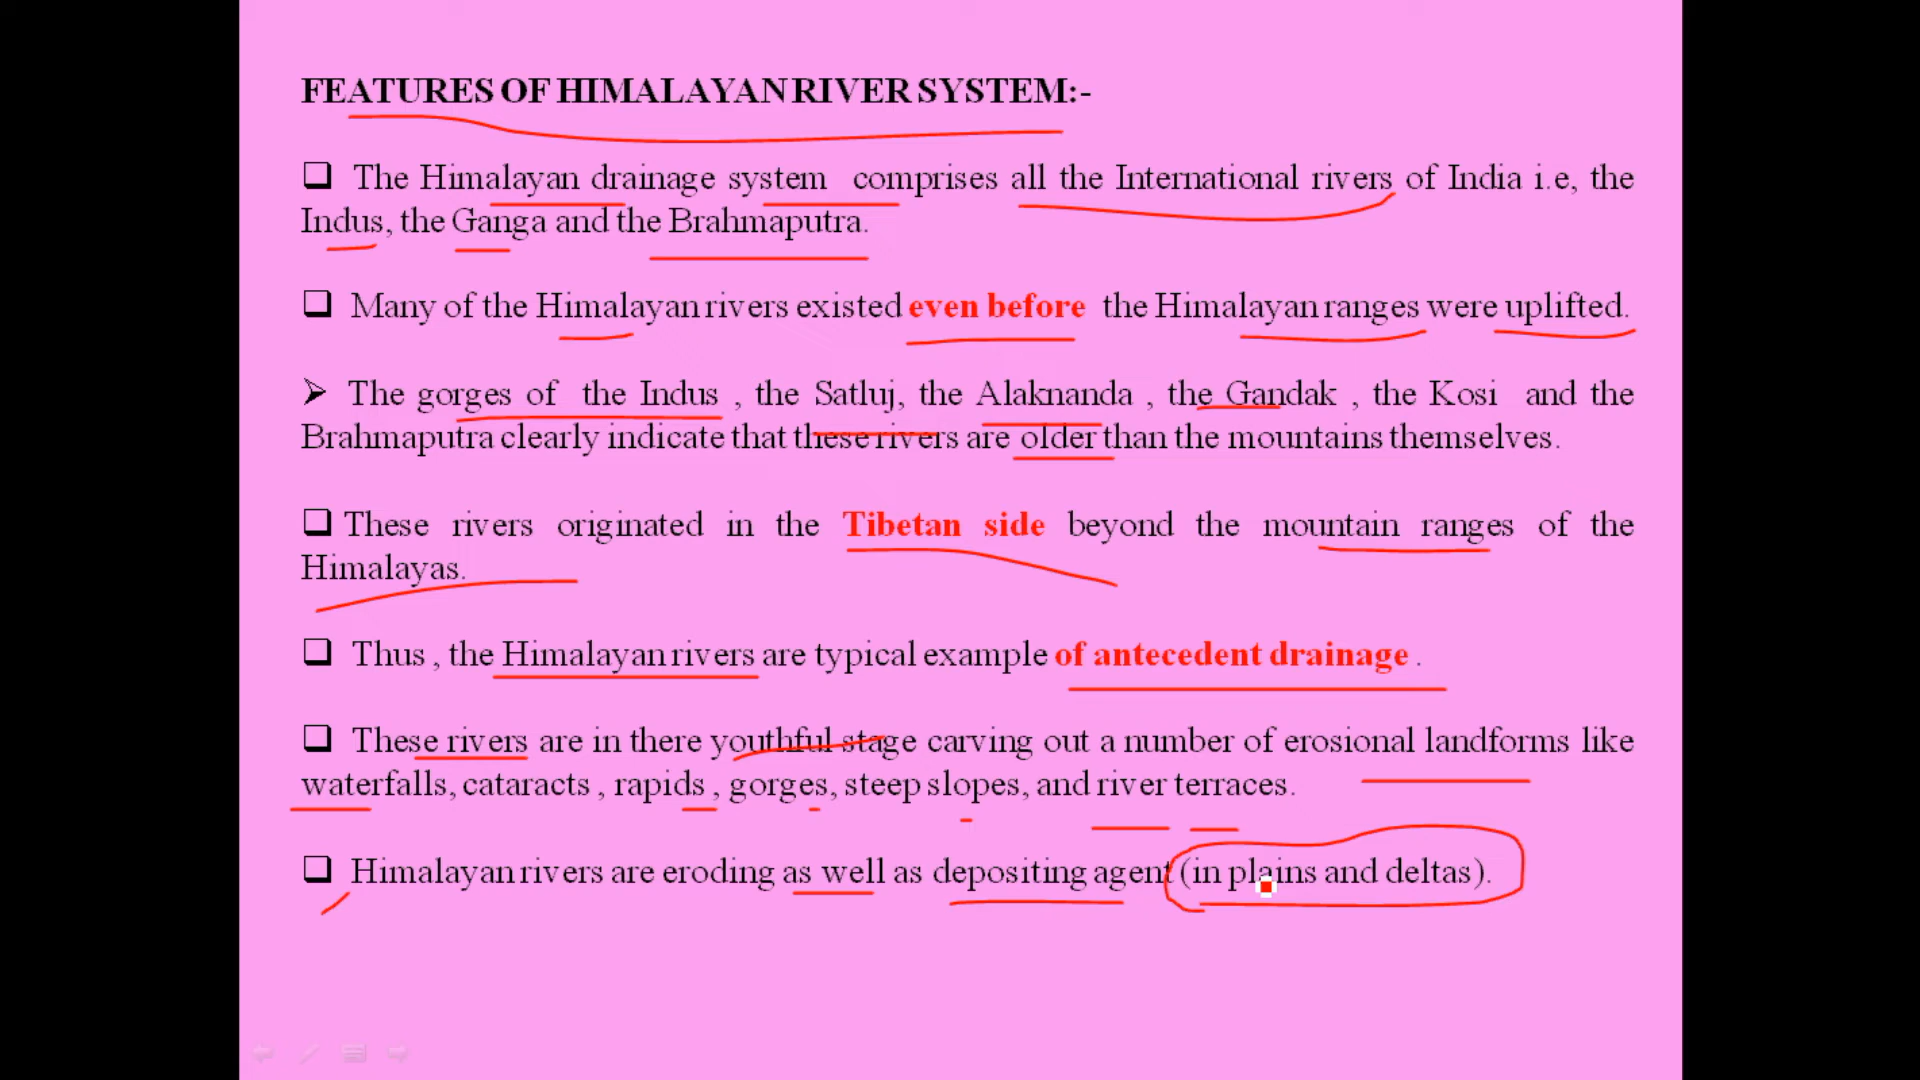 FEATURES OF HIMALAYAN RIVER SYSTEM:-
❑ The Himalayan drainage system comprises all the International rivers of India i.e, the
Indus, the Ganga and the Brahmaputra.
❑ Many of the Himalayan rivers existed even before the Himalayan ranges were uplifted.
➢ The gorges of the Indus , the Satluj, the Alaknanda , the Gandak , the Kosi and the
Brahmaputra clearly indicate that these rivers are older than the mountains themselves.
❑ These rivers originated in the Tibetan side beyond the mountain ranges of the
Himalayas.
❑ Thus , the Himalayan rivers are typical example of antecedent drainage .
❑ These rivers are in there youthful stage carving out a number of erosional landforms like
waterfalls, cataracts , rapids , gorges, steep slopes, and river terraces.
❑ Himalayan rivers are eroding as well as depositing agent (in plains and deltas).